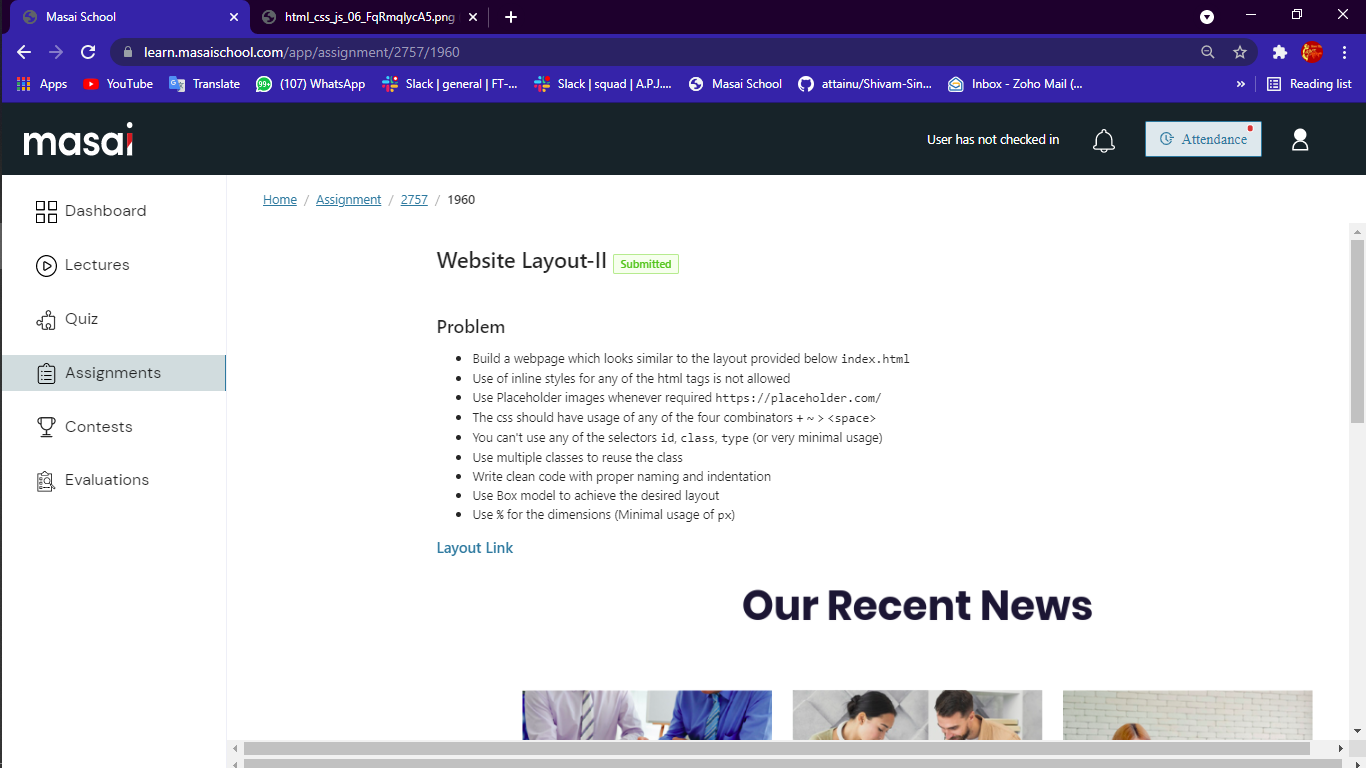 Masai School
html_css_js_06_FqRmqlycA5.png
learn.masaischool.com/app/assignment/2757/1960
Apps
YouTube
Translate
99+
(107) WhatsApp
Slack | general | FT-...
Slack | squad | A.P.J....
Masai School
attainu/Shivam-Sin...
Inbox - Zoho Mail (...
»
Reading list
masai
User has not checked in
Attendance
Dashboard
Lectures
Quiz
Assignments
Contests
Evaluations
Home / Assignment / 2757 / 1960
Website Layout-II Submitted
Problem
Build a webpage which looks similar to the layout provided below index.html
Use of inline styles for any of the html tags is not allowed
Use Placeholder images whenever required https://placeholder.com/
The css should have usage of any of the four combinators + ~ > <space>
You can't use any of the selectors id, class, type (or very minimal usage)
Use multiple classes to reuse the class
Write clean code with proper naming and indentation
Use Box model to achieve the desired layout
Use % for the dimensions (Minimal usage of px)
Layout Link
Our Recent News